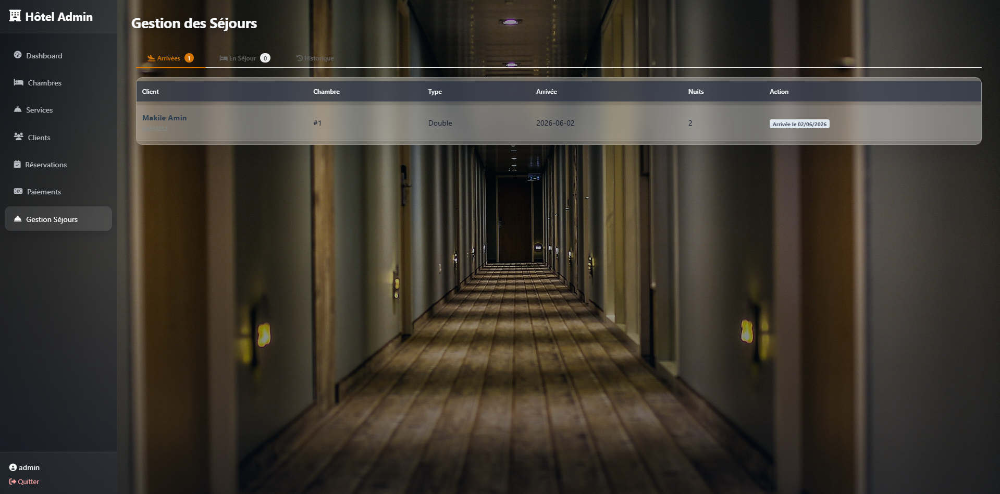 Hôtel Admin
Gestion des Séjours
Dashboard
Chambres
Services
Clients
Réservations
Paiements
Gestion Séjours
Arrivées 1 En Séjour 0 Historique
Client Chambre Type Arrivée Nuits Action
Makile Amin #1 Double 2026-06-02 2 Arrivée le 02/06/2026
admin
Quitter